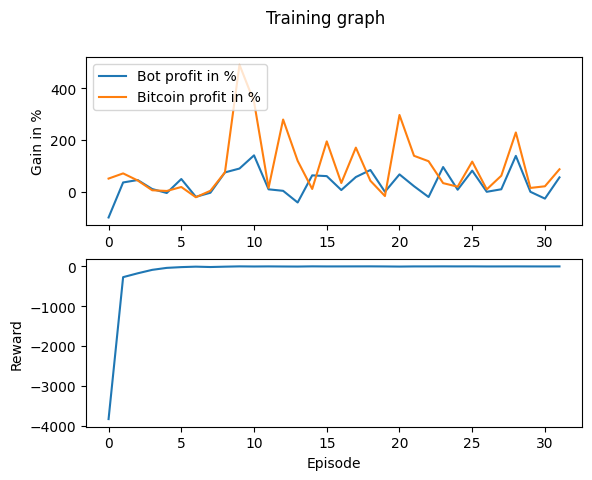 Training graph
Bot profit in %
Bitcoin profit in %
Gain in %
400
200
0
0 5 10 15 20 25 30
Reward
0
−1000
−2000
−3000
−4000
0 5 10 15 20 25 30
Episode